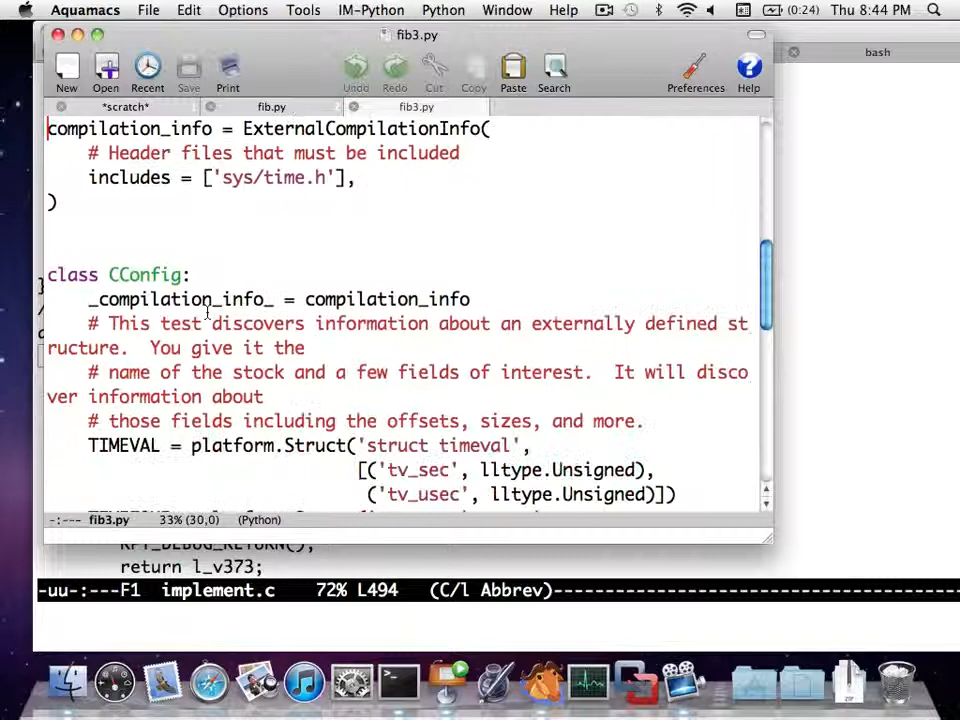 Aquamacs File Edit Options Tools IM-Python Python Window Help (0:24) Thu 8:44 PM
fib3.py
bash
New Open Recent Save Print Undo Redo Cut Copy Paste Search Preferences Help
*scratch* fib.py fib3.py
compilation_info = ExternalCompilationInfo(
# Header files that must be included
includes = ['sys/time.h'],
)
class CConfig:
_compilation_info_ = compilation_info
# This test discovers information about an externally defined st
ructure. You give it the
# name of the stock and a few fields of interest. It will disco
ver information about
# those fields including the offsets, sizes, and more.
TIMEVAL = platform.Struct('struct timeval',
[('tv_sec', lltype.Unsigned),
('tv_usec', lltype.Unsigned)])
-:--- fib3.py 33% (30,0) (Python)
RPY_DEBUG_RETURN();
return l_v373;
-uu-:---F1 implement.c 72% L494 (C/l Abbrev)------------------------------------